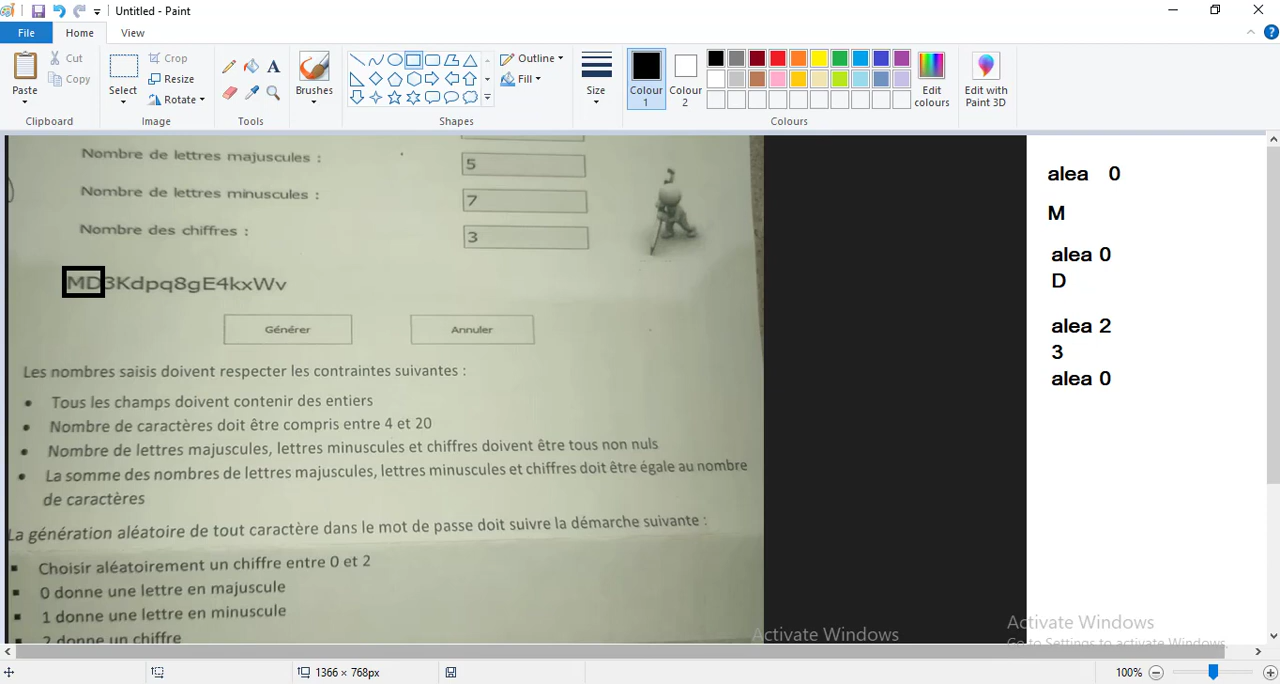 Untitled - Paint
File
Home
View
Paste
Cut
Copy
Clipboard
Select
Crop
Resize
Rotate
Image
A
Tools
Brushes
Shapes
Outline
Fill
Size
Colour 1
Colour 2
Colours
Edit colours
Edit with Paint 3D
Nombre de lettres majuscules :
5
Nombre de lettres minuscules :
7
Nombre des chiffres :
3
MD3Kdpq8gE4kxWv
Générer
Annuler
Les nombres saisis doivent respecter les contraintes suivantes :
• Tous les champs doivent contenir des entiers
• Nombre de caractères doit être compris entre 4 et 20
• Nombre de lettres majuscules, lettres minuscules et chiffres doivent être tous non nuls
• La somme des nombres de lettres majuscules, lettres minuscules et chiffres doit être égale au nombre
de caractères
La génération aléatoire de tout caractère dans le mot de passe doit suivre la démarche suivante :
▪ Choisir aléatoirement un chiffre entre 0 et 2
▪ 0 donne une lettre en majuscule
▪ 1 donne une lettre en minuscule
▪ 2 donne un chiffre
alea 0
M
alea 0
D
alea 2
3
alea 0
Activate Windows
Activate Windows
Go to Settings to activate Windows.
1366 × 768px
100%